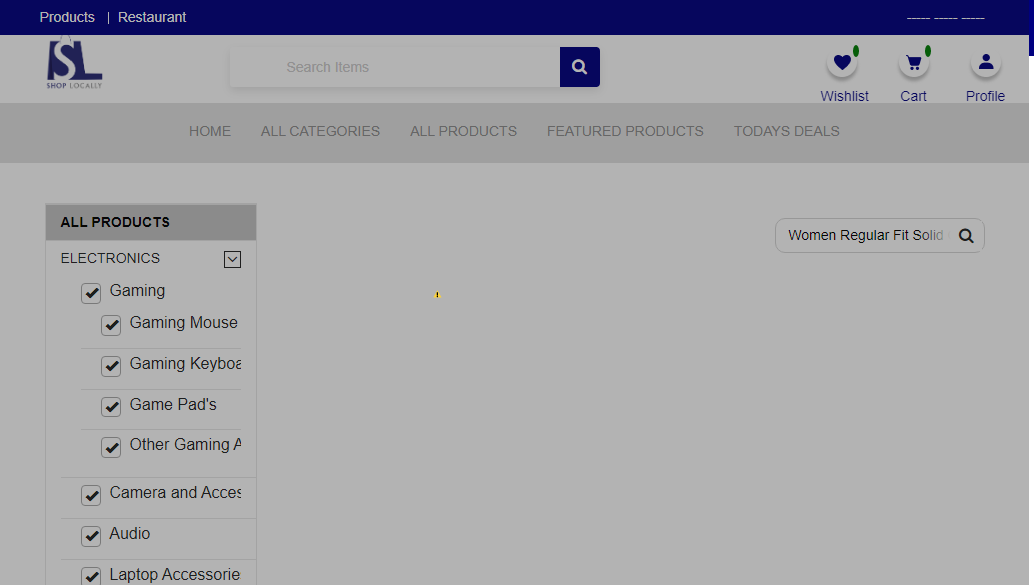 Products | Restaurant
----- ----- -----
SL
SHOP LOCALLY
Search Items
Wishlist Cart Profile
HOME ALL CATEGORIES ALL PRODUCTS FEATURED PRODUCTS TODAYS DEALS
ALL PRODUCTS
Women Regular Fit Solid
ELECTRONICS
Gaming
Gaming Mouse
Gaming Keyboa
Game Pad's
Other Gaming A
Camera and Acces
Audio
Laptop Accessorie